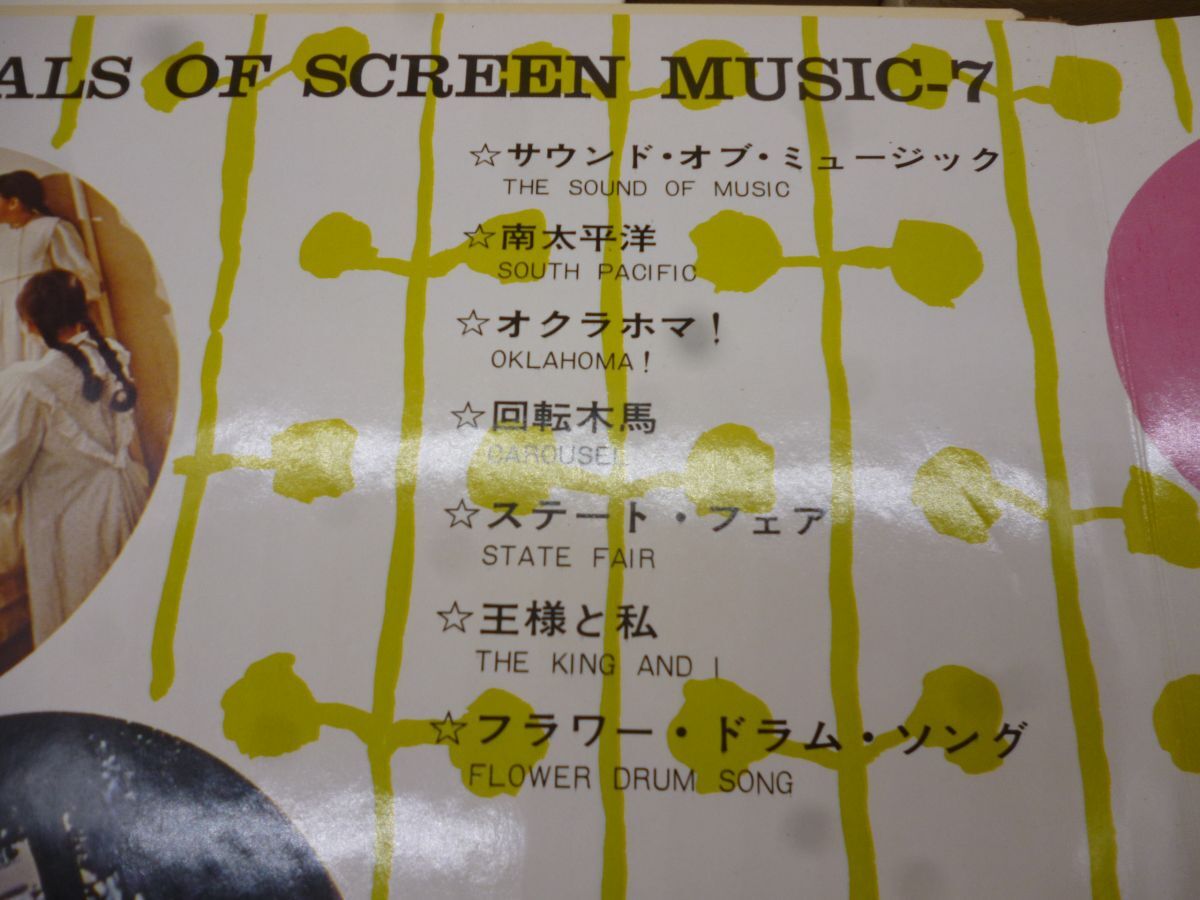 ALS OF SCREEN MUSIC-7
☆サウンド・オブ・ミュージック
THE SOUND OF MUSIC
☆南太平洋
SOUTH PACIFIC
☆オクラホマ！
OKLAHOMA！
☆回転木馬
CAROUSEL
☆ステート・フェア
STATE FAIR
☆王様と私
THE KING AND I
☆フラワー・ドラム・ソング
FLOWER DRUM SONG